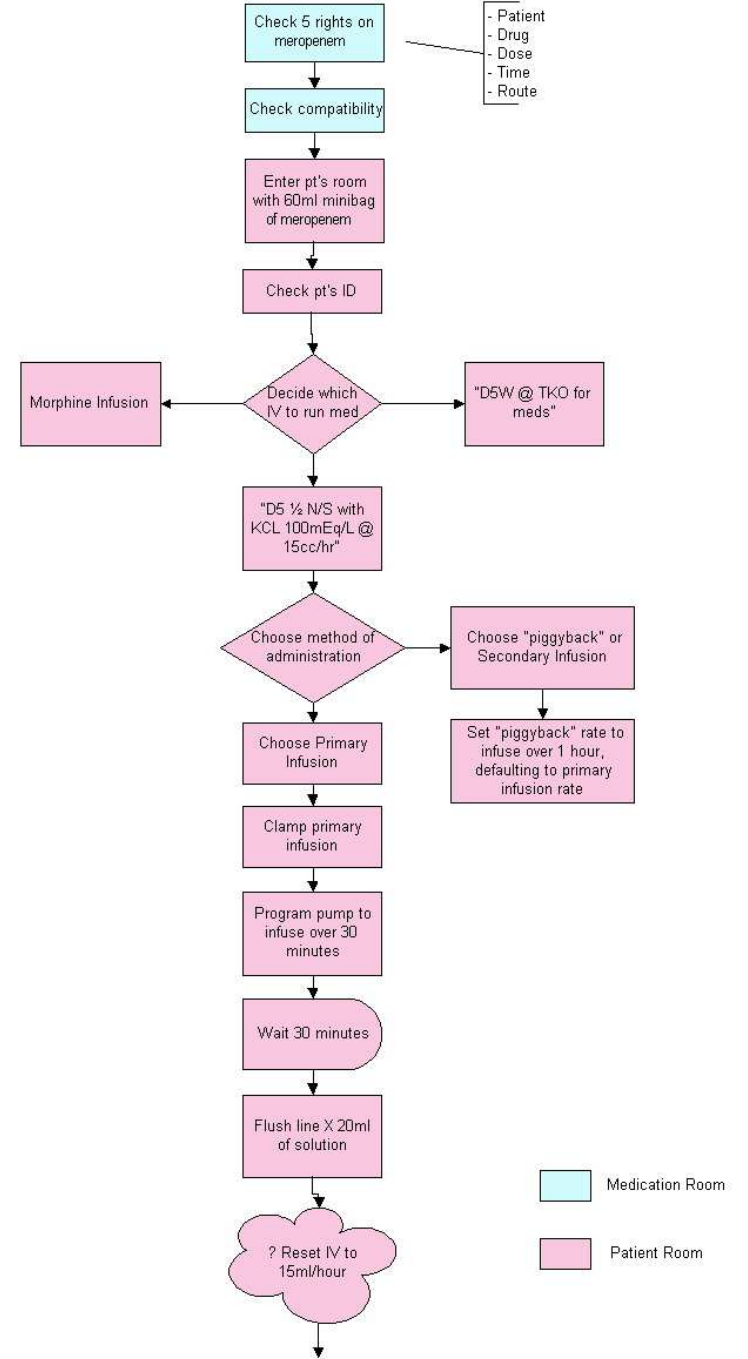 Check 5 rights on
meropenem
- Patient
- Drug
- Dose
- Time
- Route
Check compatibility
Enter pt's room
with 60ml minibag
of meropenem
Check pt's ID
Morphine Infusion
Decide which
IV to run med
"D5W @ TKO for
meds"
"D5 ½ N/S with
KCL 100mEq/L @
15cc/hr"
Choose method of
administration
Choose "piggyback" or
Secondary Infusion
Choose Primary
Infusion
Set "piggyback" rate to
infuse over 1 hour,
defaulting to primary
infusion rate
Clamp primary
infusion
Program pump to
infuse over 30
minutes
Wait 30 minutes
Flush line X 20ml
of solution
Medication Room
? Reset IV to
15ml/hour
Patient Room